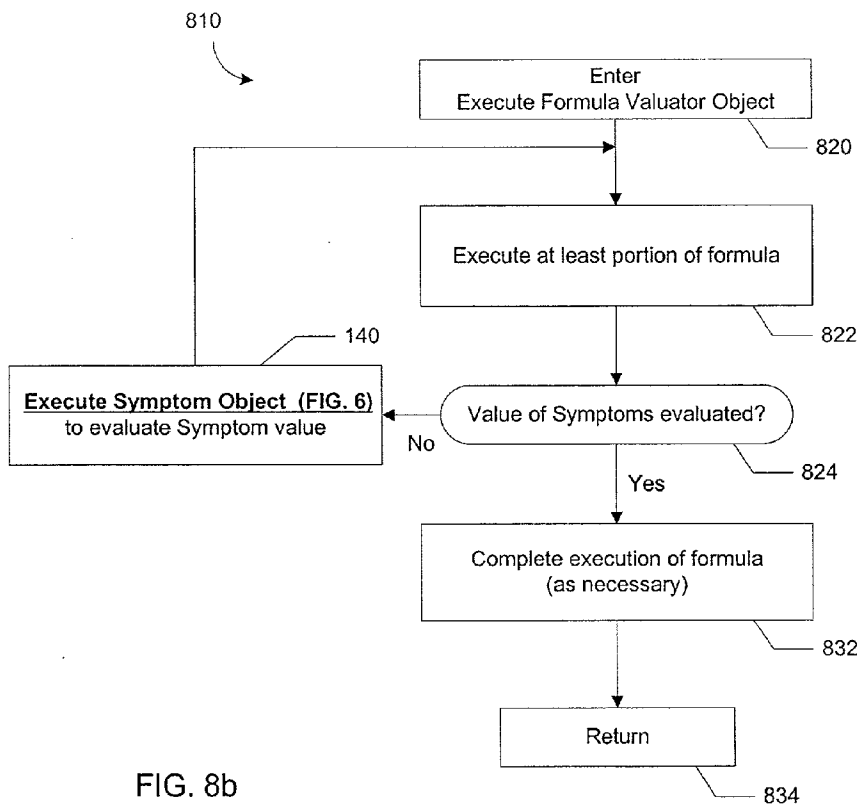 810
Enter
Execute Formula Valuator Object
820
Execute at least portion of formula
822
140
Execute Symptom Object (FIG. 6)
to evaluate Symptom value
No
Value of Symptoms evaluated?
824
Yes
Complete execution of formula
(as necessary)
832
Return
834
FIG. 8b